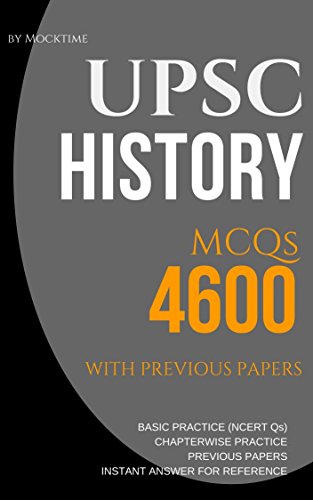 by Mocktime
UPSC
HISTORY
MCQs
4600
WITH PREVIOUS PAPERS
BASIC PRACTICE (NCERT Qs)
CHAPTERWISE PRACTICE
PREVIOUS PAPERS
INSTANT ANSWER FOR REFERENCE